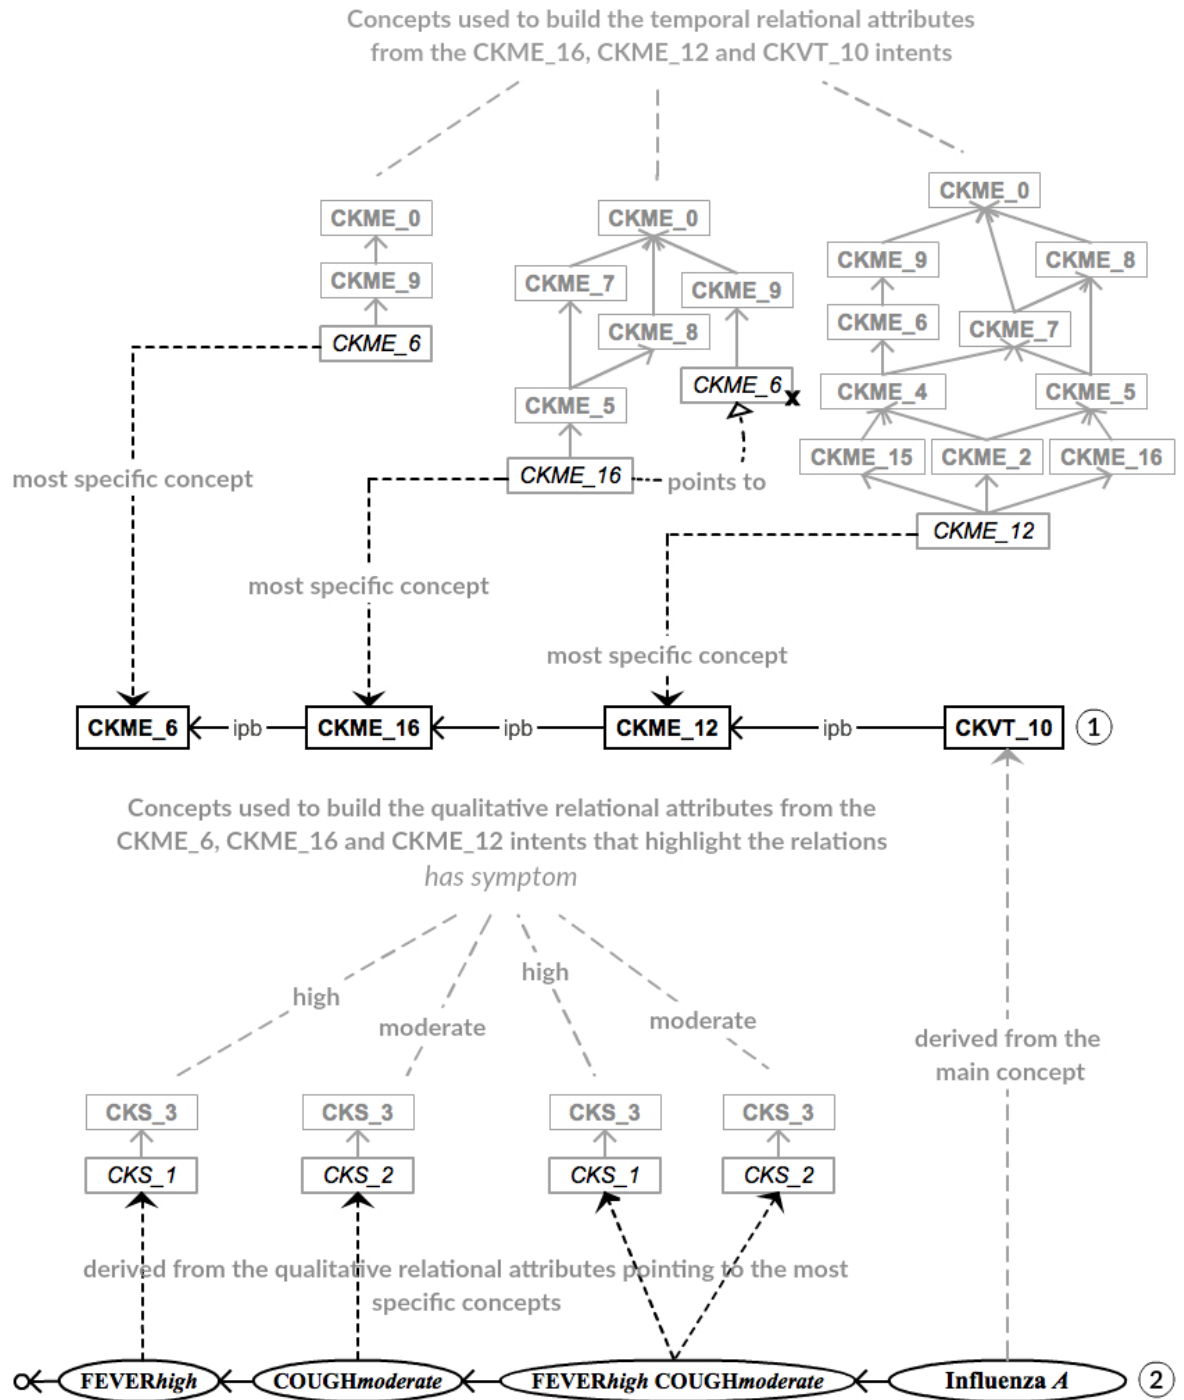 Concepts used to build the temporal relational attributes
from the CKME_16, CKME_12 and CKVT_10 intents
CKME_0
CKME_9
CKME_6
CKME_0
CKME_7
CKME_9
CKME_8
CKME_6
x
CKME_5
CKME_16
points to
CKME_0
CKME_9
CKME_8
CKME_6
CKME_7
CKME_4
CKME_5
CKME_15
CKME_2
CKME_16
CKME_12
most specific concept
most specific concept
most specific concept
CKME_6
ipb
CKME_16
ipb
CKME_12
ipb
CKVT_10
1
Concepts used to build the qualitative relational attributes from the
CKME_6, CKME_16 and CKME_12 intents that highlight the relations
has symptom
high
moderate
high
moderate
derived from the
main concept
CKS_3
CKS_3
CKS_3
CKS_3
CKS_1
CKS_2
CKS_1
CKS_2
derived from the qualitative relational attributes pointing to the most
specific concepts
FEVERhigh
COUGHmoderate
FEVERhigh COUGHmoderate
Influenza A
2